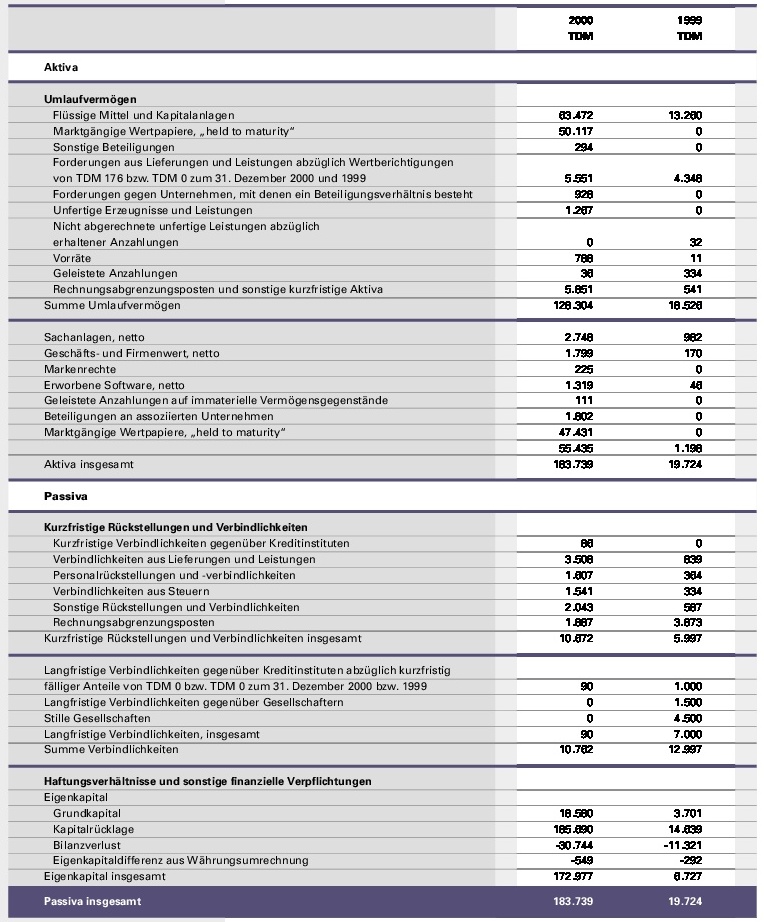 2000 1999
TDM TDM
Aktiva
Umlaufvermögen
Flüssige Mittel und Kapitalanlagen 63.472 13.260
Marktgängige Wertpapiere, „held to maturity“ 50.117 0
Sonstige Beteiligungen 294 0
Forderungen aus Lieferungen und Leistungen abzüglich Wertberichtigungen
von TDM 176 bzw. TDM 0 zum 31. Dezember 2000 und 1999 5.551 4.348
Forderungen gegen Unternehmen, mit denen ein Beteiligungsverhältnis besteht 928 0
Unfertige Erzeugnisse und Leistungen 1.267 0
Nicht abgerechnete unfertige Leistungen abzüglich
erhaltener Anzahlungen 0 32
Vorräte 788 11
Geleistete Anzahlungen 36 334
Rechnungsabgrenzungsposten und sonstige kurzfristige Aktiva 5.851 541
Summe Umlaufvermögen 128.304 18.526
Sachanlagen, netto 2.748 982
Geschäfts- und Firmenwert, netto 1.799 170
Markenrechte 225 0
Erworbene Software, netto 1.319 46
Geleistete Anzahlungen auf immaterielle Vermögensgegenstände 111 0
Beteiligungen an assoziierten Unternehmen 1.802 0
Marktgängige Wertpapiere, „held to maturity“ 47.431 0
55.435 1.198
Aktiva insgesamt 183.739 19.724
Passiva
Kurzfristige Rückstellungen und Verbindlichkeiten
Kurzfristige Verbindlichkeiten gegenüber Kreditinstituten 86 0
Verbindlichkeiten aus Lieferungen und Leistungen 3.508 839
Personalrückstellungen und -verbindlichkeiten 1.607 364
Verbindlichkeiten aus Steuern 1.541 334
Sonstige Rückstellungen und Verbindlichkeiten 2.043 587
Rechnungsabgrenzungsposten 1.887 3.873
Kurzfristige Rückstellungen und Verbindlichkeiten insgesamt 10.672 5.997
Langfristige Verbindlichkeiten gegenüber Kreditinstituten abzüglich kurzfristig
fälliger Anteile von TDM 0 bzw. TDM 0 zum 31. Dezember 2000 bzw. 1999 90 1.000
Langfristige Verbindlichkeiten gegenüber Gesellschaftern 0 1.500
Stille Gesellschaften 0 4.500
Langfristige Verbindlichkeiten, insgesamt 90 7.000
Summe Verbindlichkeiten 10.762 12.997
Haftungsverhältnisse und sonstige finanzielle Verpflichtungen
Eigenkapital
Grundkapital 18.580 3.701
Kapitalrücklage 185.690 14.639
Bilanzverlust -30.744 -11.321
Eigenkapitaldifferenz aus Währungsumrechnung -549 -292
Eigenkapital insgesamt 172.977 6.727
Passiva insgesamt 183.739 19.724